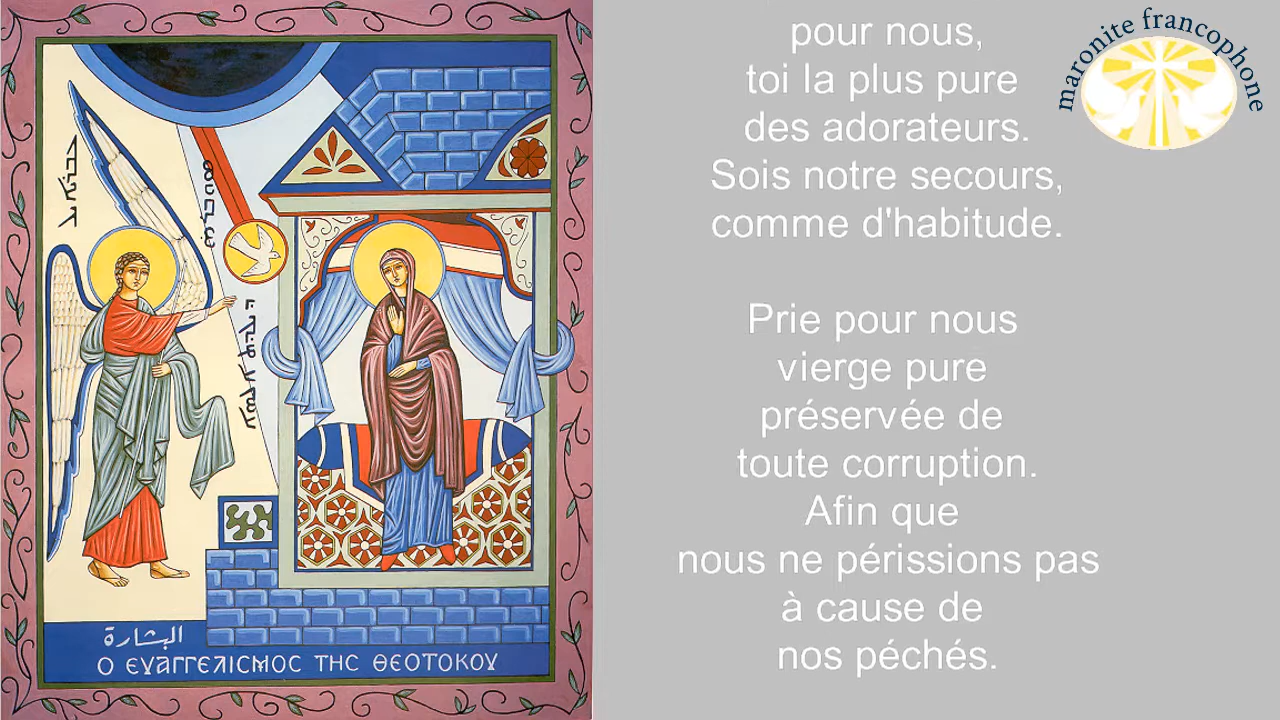 maronite francophone
pour nous,
toi la plus pure
des adorateurs.
Sois notre secours,
comme d'habitude.
Prie pour nous
vierge pure
préservée de
toute corruption.
Afin que
nous ne périssions pas
à cause de
nos péchés.
البشارة
Ο ΕΥΑΓΓΕΛΙϹΜΟϹ ΤΗϹ ΘΕΟΤΟΚΟΥ